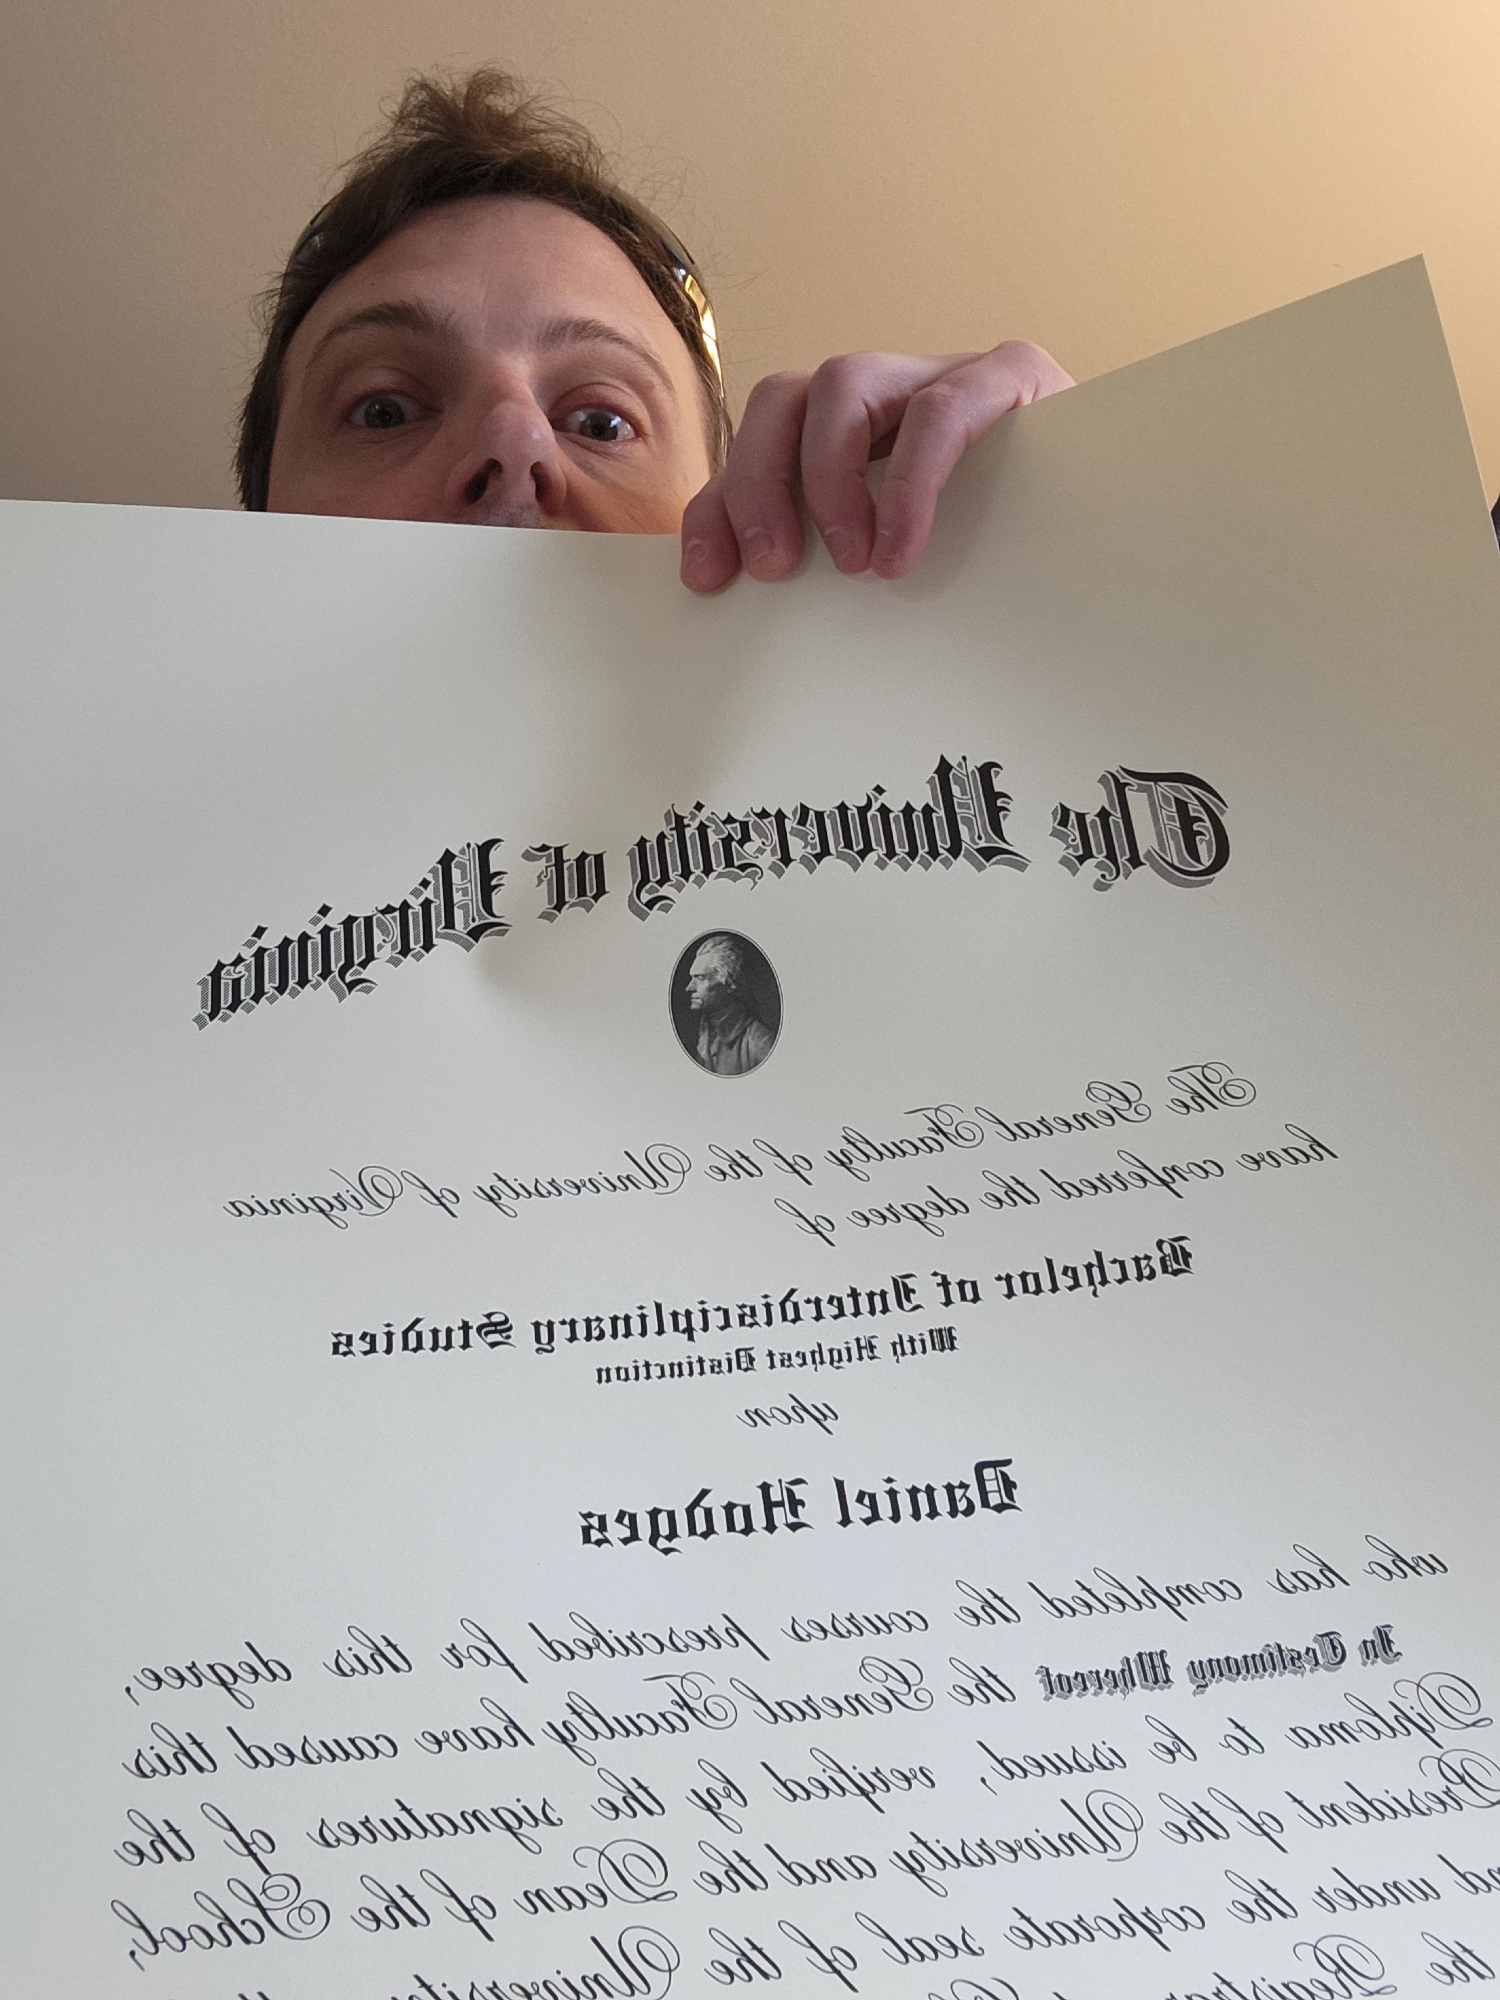 The University of Virginia
The General Faculty of the University of Virginia
have conferred the degree of
Bachelor of Interdisciplinary Studies
With Highest Distinction
upon
Daniel Hodges
who has completed the courses prescribed for this degree,
In Testimony Whereof the General Faculty have caused this
Diploma to be issued, verified by the signatures of the
President of the University and the Dean of the School,
under the corporate seal of the
the